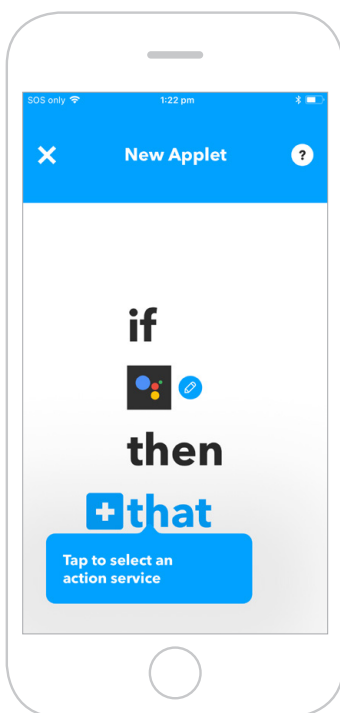 SOS only 1:22 pm
New Applet ?
if
then
that
Tap to select an
action service